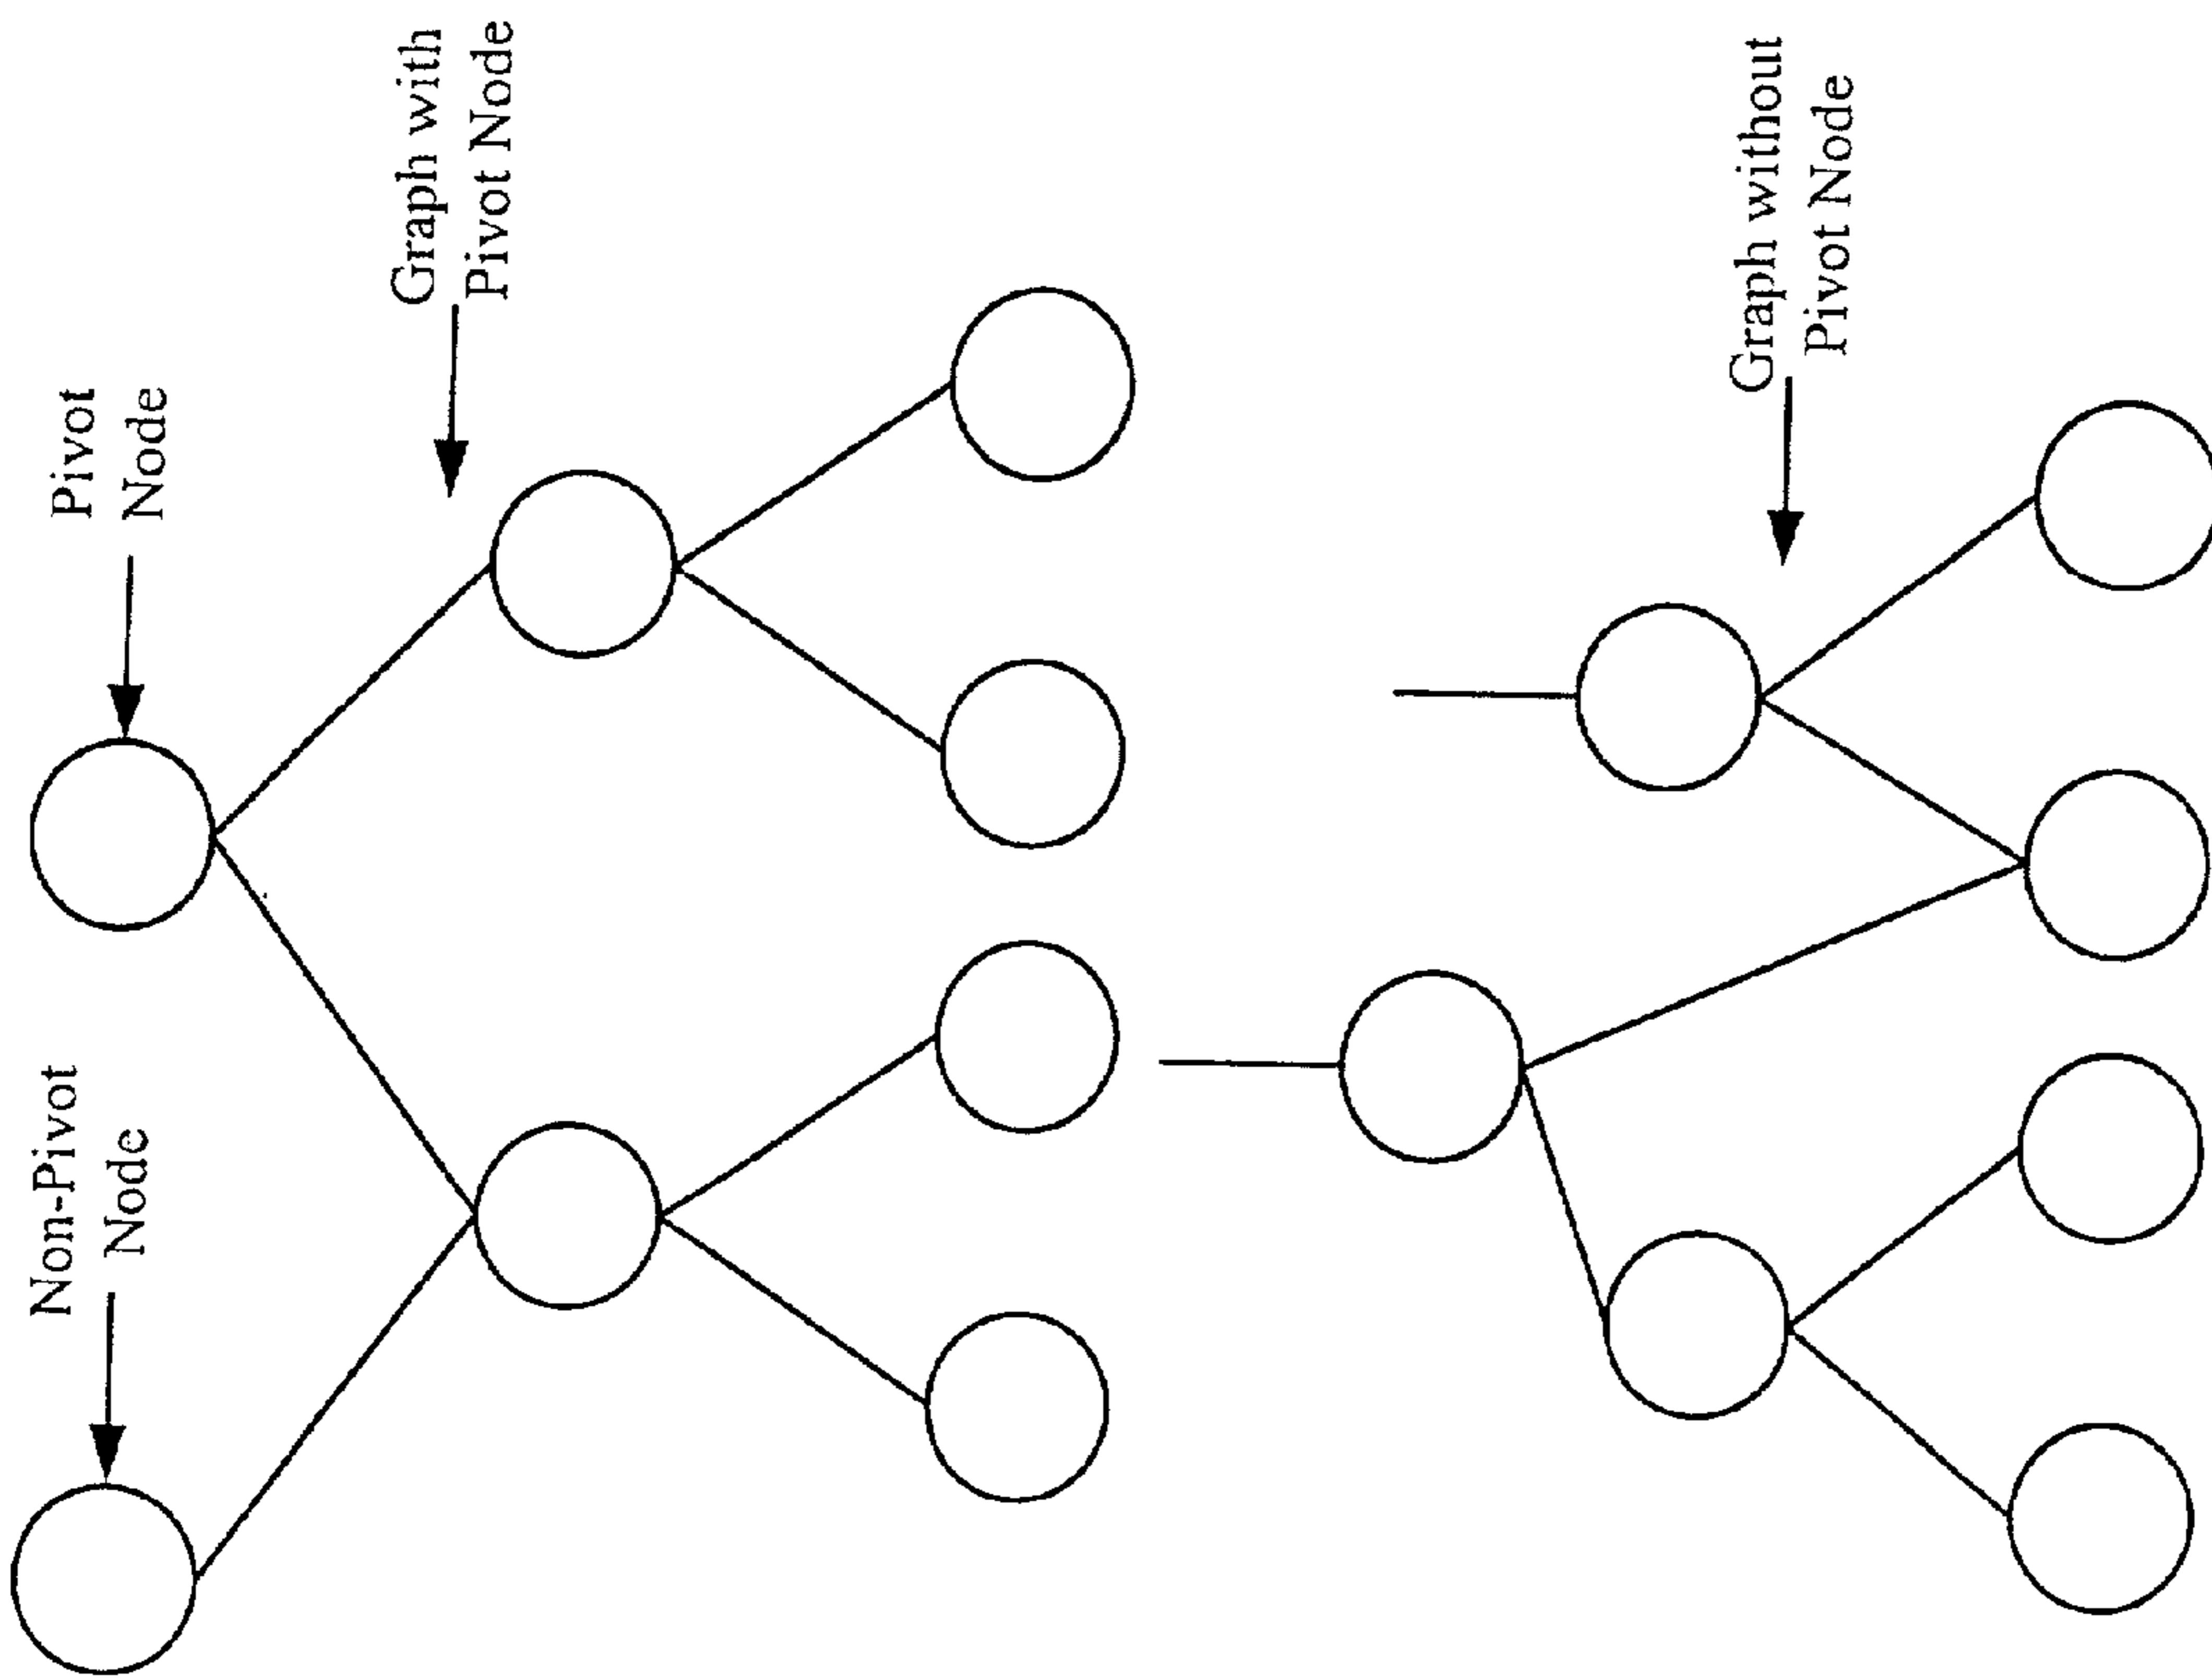 Non-Pivot
Node
Pivot
Node
Graph with
Pivot Node
Graph without
Pivot Node